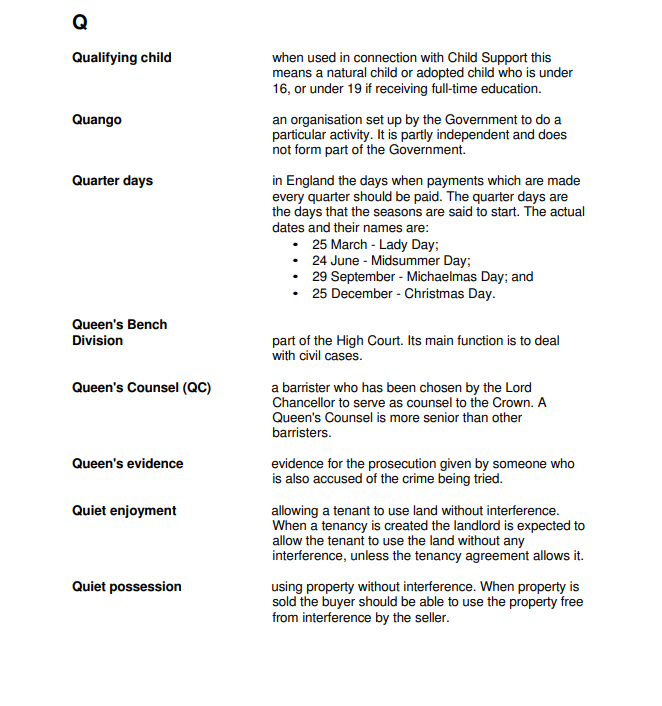 Q
Qualifying child when used in connection with Child Support this
means a natural child or adopted child who is under
16, or under 19 if receiving full-time education.
Quango an organisation set up by the Government to do a
particular activity. It is partly independent and does
not form part of the Government.
Quarter days in England the days when payments which are made
every quarter should be paid. The quarter days are
the days that the seasons are said to start. The actual
dates and their names are:
• 25 March - Lady Day;
• 24 June - Midsummer Day;
• 29 September - Michaelmas Day; and
• 25 December - Christmas Day.
Queen's Bench
Division part of the High Court. Its main function is to deal
with civil cases.
Queen's Counsel (QC) a barrister who has been chosen by the Lord
Chancellor to serve as counsel to the Crown. A
Queen's Counsel is more senior than other
barristers.
Queen's evidence evidence for the prosecution given by someone who
is also accused of the crime being tried.
Quiet enjoyment allowing a tenant to use land without interference.
When a tenancy is created the landlord is expected to
allow the tenant to use the land without any
interference, unless the tenancy agreement allows it.
Quiet possession using property without interference. When property is
sold the buyer should be able to use the property free
from interference by the seller.